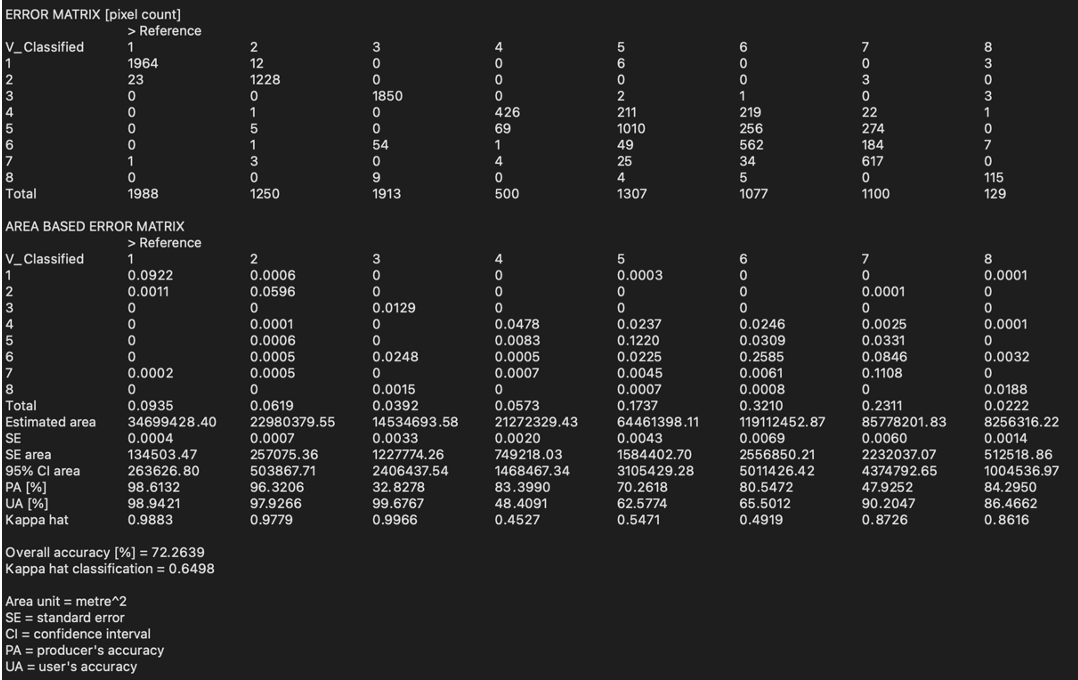 ERROR MATRIX [pixel count]
> Reference
V_Classified 1 2 3 4 5 6 7 8
1 1964 12 0 0 6 0 0 3
2 23 1228 0 0 0 0 3 0
3 0 0 1850 0 2 1 0 3
4 0 1 0 426 211 219 22 1
5 0 5 0 69 1010 256 274 0
6 0 1 54 1 49 562 184 7
7 1 3 0 4 25 34 617 0
8 0 0 9 0 4 5 0 115
Total 1988 1250 1913 500 1307 1077 1100 129
AREA BASED ERROR MATRIX
> Reference
V_Classified 1 2 3 4 5 6 7 8
1 0.0922 0.0006 0 0 0.0003 0 0 0.0001
2 0.0011 0.0596 0 0 0 0 0.0001 0
3 0 0 0.0129 0 0 0 0 0
4 0 0.0001 0 0.0478 0.0237 0.0246 0.0025 0.0001
5 0 0.0006 0 0.0083 0.1220 0.0309 0.0331 0
6 0 0.0005 0.0248 0.0005 0.0225 0.2585 0.0846 0.0032
7 0.0002 0.0005 0 0.0007 0.0045 0.0061 0.1108 0
8 0 0 0.0015 0 0.0007 0.0008 0 0.0188
Total 0.0935 0.0619 0.0392 0.0573 0.1737 0.3210 0.2311 0.0222
Estimated area 34699428.40 22980379.55 14534693.58 21272329.43 64461398.11 119112452.87 85778201.83 8256316.22
SE 0.0004 0.0007 0.0033 0.0020 0.0043 0.0069 0.0060 0.0014
SE area 134503.47 257075.36 1227774.26 749218.03 1584402.70 2556850.21 2232037.07 512518.86
95% CI area 263626.80 503867.71 2406437.54 1468467.34 3105429.28 5011426.42 4374792.65 1004536.97
PA [%] 98.6132 96.3206 32.8278 83.3990 70.2618 80.5472 47.9252 84.2950
UA [%] 98.9421 97.9266 99.6767 48.4091 62.5774 65.5012 90.2047 86.4662
Kappa hat 0.9883 0.9779 0.9966 0.4527 0.5471 0.4919 0.8726 0.8616
Overall accuracy [%] = 72.2639
Kappa hat classification = 0.6498
Area unit = metre^2
SE = standard error
CI = confidence interval
PA = producer's accuracy
UA = user's accuracy